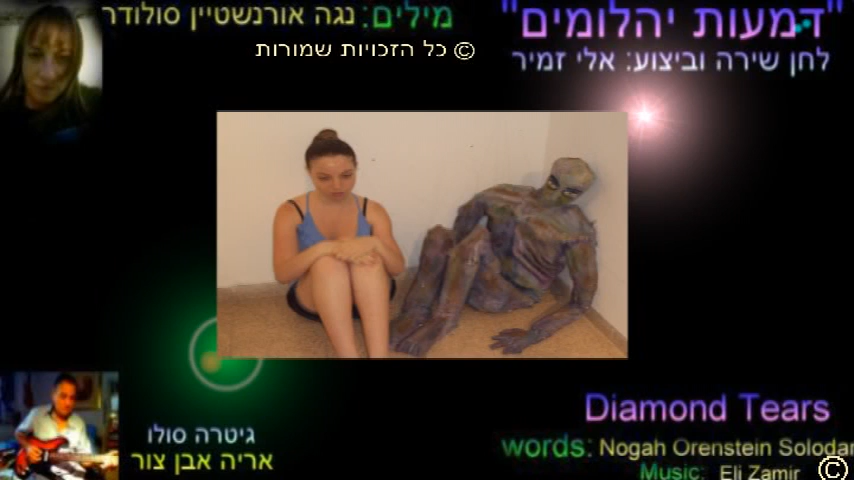 "דמעות יהלומים"
מילים: נגה אורנשטיין סולודר
לחן שירה וביצוע: אלי זמיר
© כל הזכויות שמורות
גיטרה סולו
אריה אבן צור
Diamond Tears
words: Nogah Orenstein Solodar
Music: Eli Zamir ©